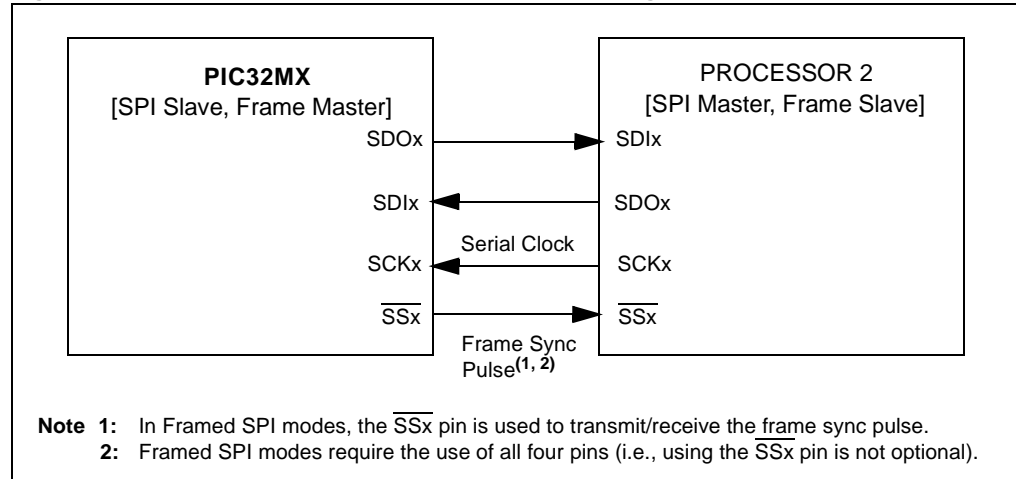 PIC32MX
[SPI Slave, Frame Master]
PROCESSOR 2
[SPI Master, Frame Slave]
SDOx
SDIx
SDIx
SDOx
Serial Clock
SCKx
SCKx
SSx
SSx
Frame Sync
Pulse(1, 2)
Note 1: In Framed SPI modes, the SSx pin is used to transmit/receive the frame sync pulse.
2: Framed SPI modes require the use of all four pins (i.e., using the SSx pin is not optional).